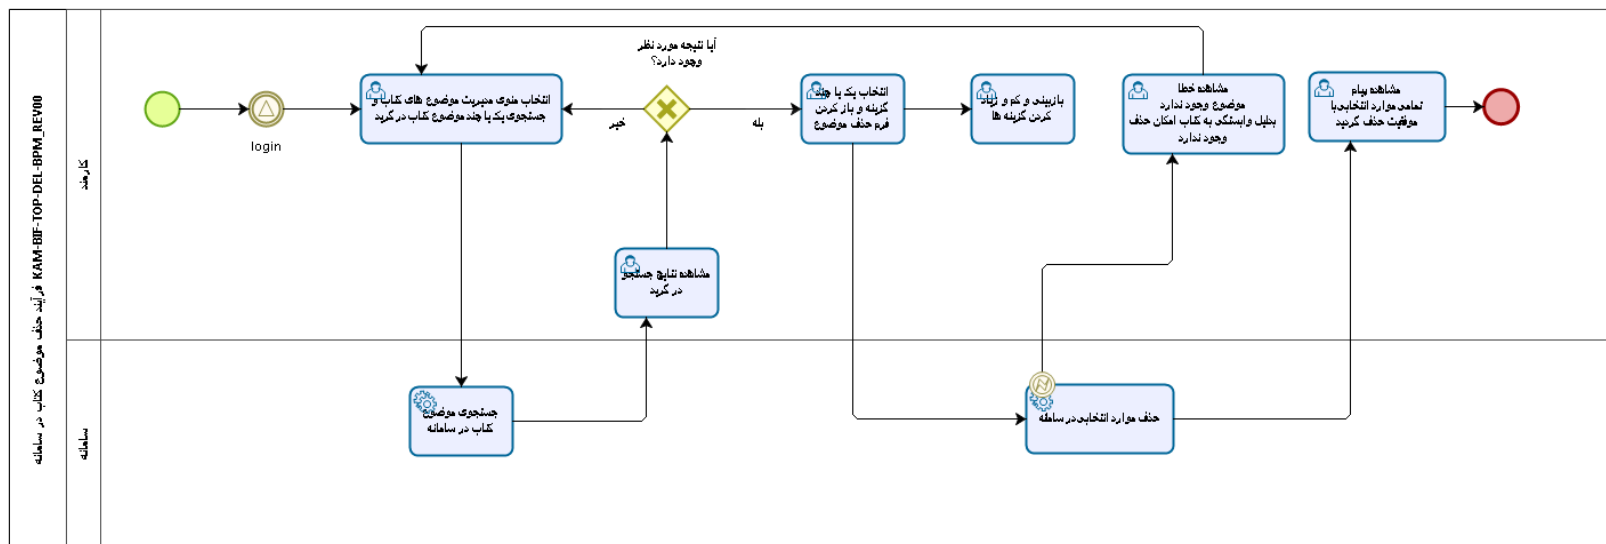 فرآیند حذف موضوع کتاب در سامانه KAM-BIF-TOP-DEL-BPM_REV00
کارمند
سامانه
login
انتخاب منوی مدیریت موضوع های کتاب و
جستجوی یک یا چند موضوع کتاب در گرید
آیا نتیجه مورد نظر
وجود دارد؟
خیر
بله
انتخاب یک یا چند
گزینه و باز کردن
فرم حذف موضوع
بازبینی و کم و زیاد
کردن گزینه ها
مشاهده خطا
موضوع وجود ندارد
بدلیل وابستگی به کتاب امکان حذف
وجود ندارد
مشاهده پیام
تمامی موارد انتخابی با
موفقیت حذف گردید
مشاهده نتایج جستجو
در گرید
جستجوی موضوع
کتاب در سامانه
حذف موارد انتخابی در سامانه